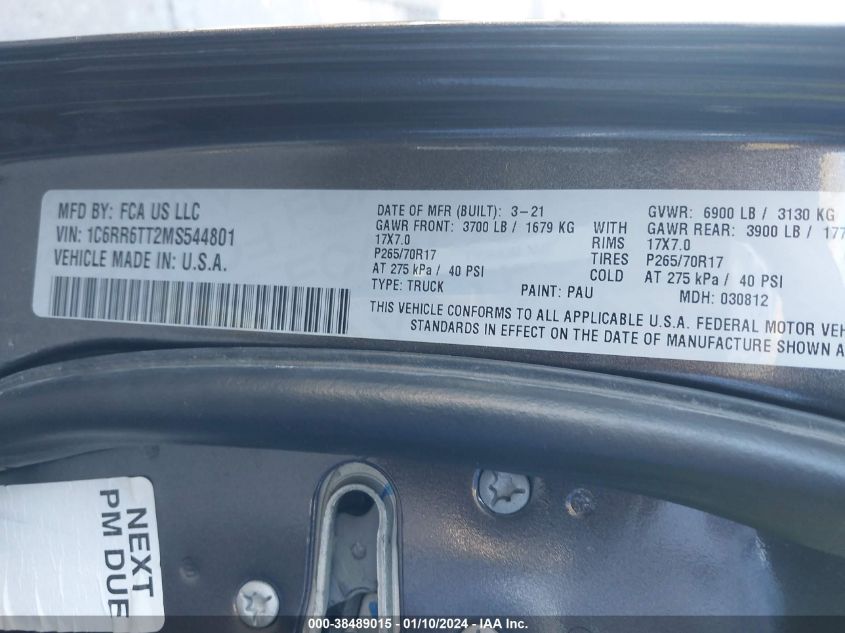 MFD BY: FCA US LLC
VIN: 1C6RR6TT2MS544801
VEHICLE MADE IN: U.S.A.
DATE OF MFR (BUILT): 3-21 GVWR: 6900 LB / 3130 KG
GAWR FRONT: 3700 LB / 1679 KG WITH GAWR REAR: 3900 LB / 177
17X7.0 RIMS 17X7.0
P265/70R17 TIRES P265/70R17
AT 275 kPa / 40 PSI COLD AT 275 kPa / 40 PSI
TYPE: TRUCK PAINT: PAU MDH: 030812
THIS VEHICLE CONFORMS TO ALL APPLICABLE U.S.A. FEDERAL MOTOR VEH
STANDARDS IN EFFECT ON THE DATE OF MANUFACTURE SHOWN A
NEXT
PM DUE
000-38489015 - 01/10/2024 - IAA Inc.